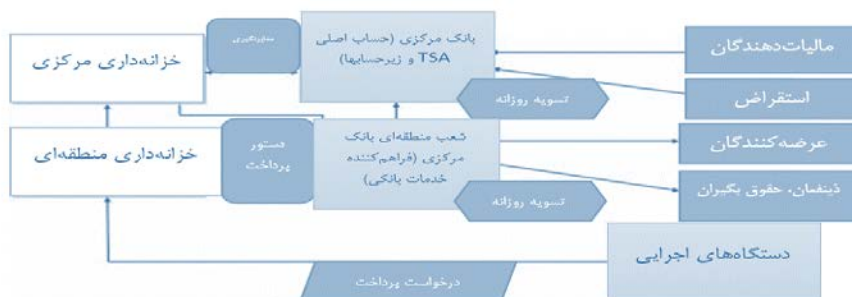 مالیات‌دهندگان
بانک مرکزی (حساب اصلی
TSA و زیرحسابها)
خزانه‌داری مرکزی
استقراض
تسویه روزانه
عرضه‌کنندگان
شعب منطقه‌ای بانک
مرکزی (فراهم‌کننده
خدمات بانکی)
دستور
پرداخت
خزانه‌داری منطقه‌ای
ذینفعان، حقوق بگیران
تسویه روزانه
دستگاه‌های اجرایی
درخواست پرداخت